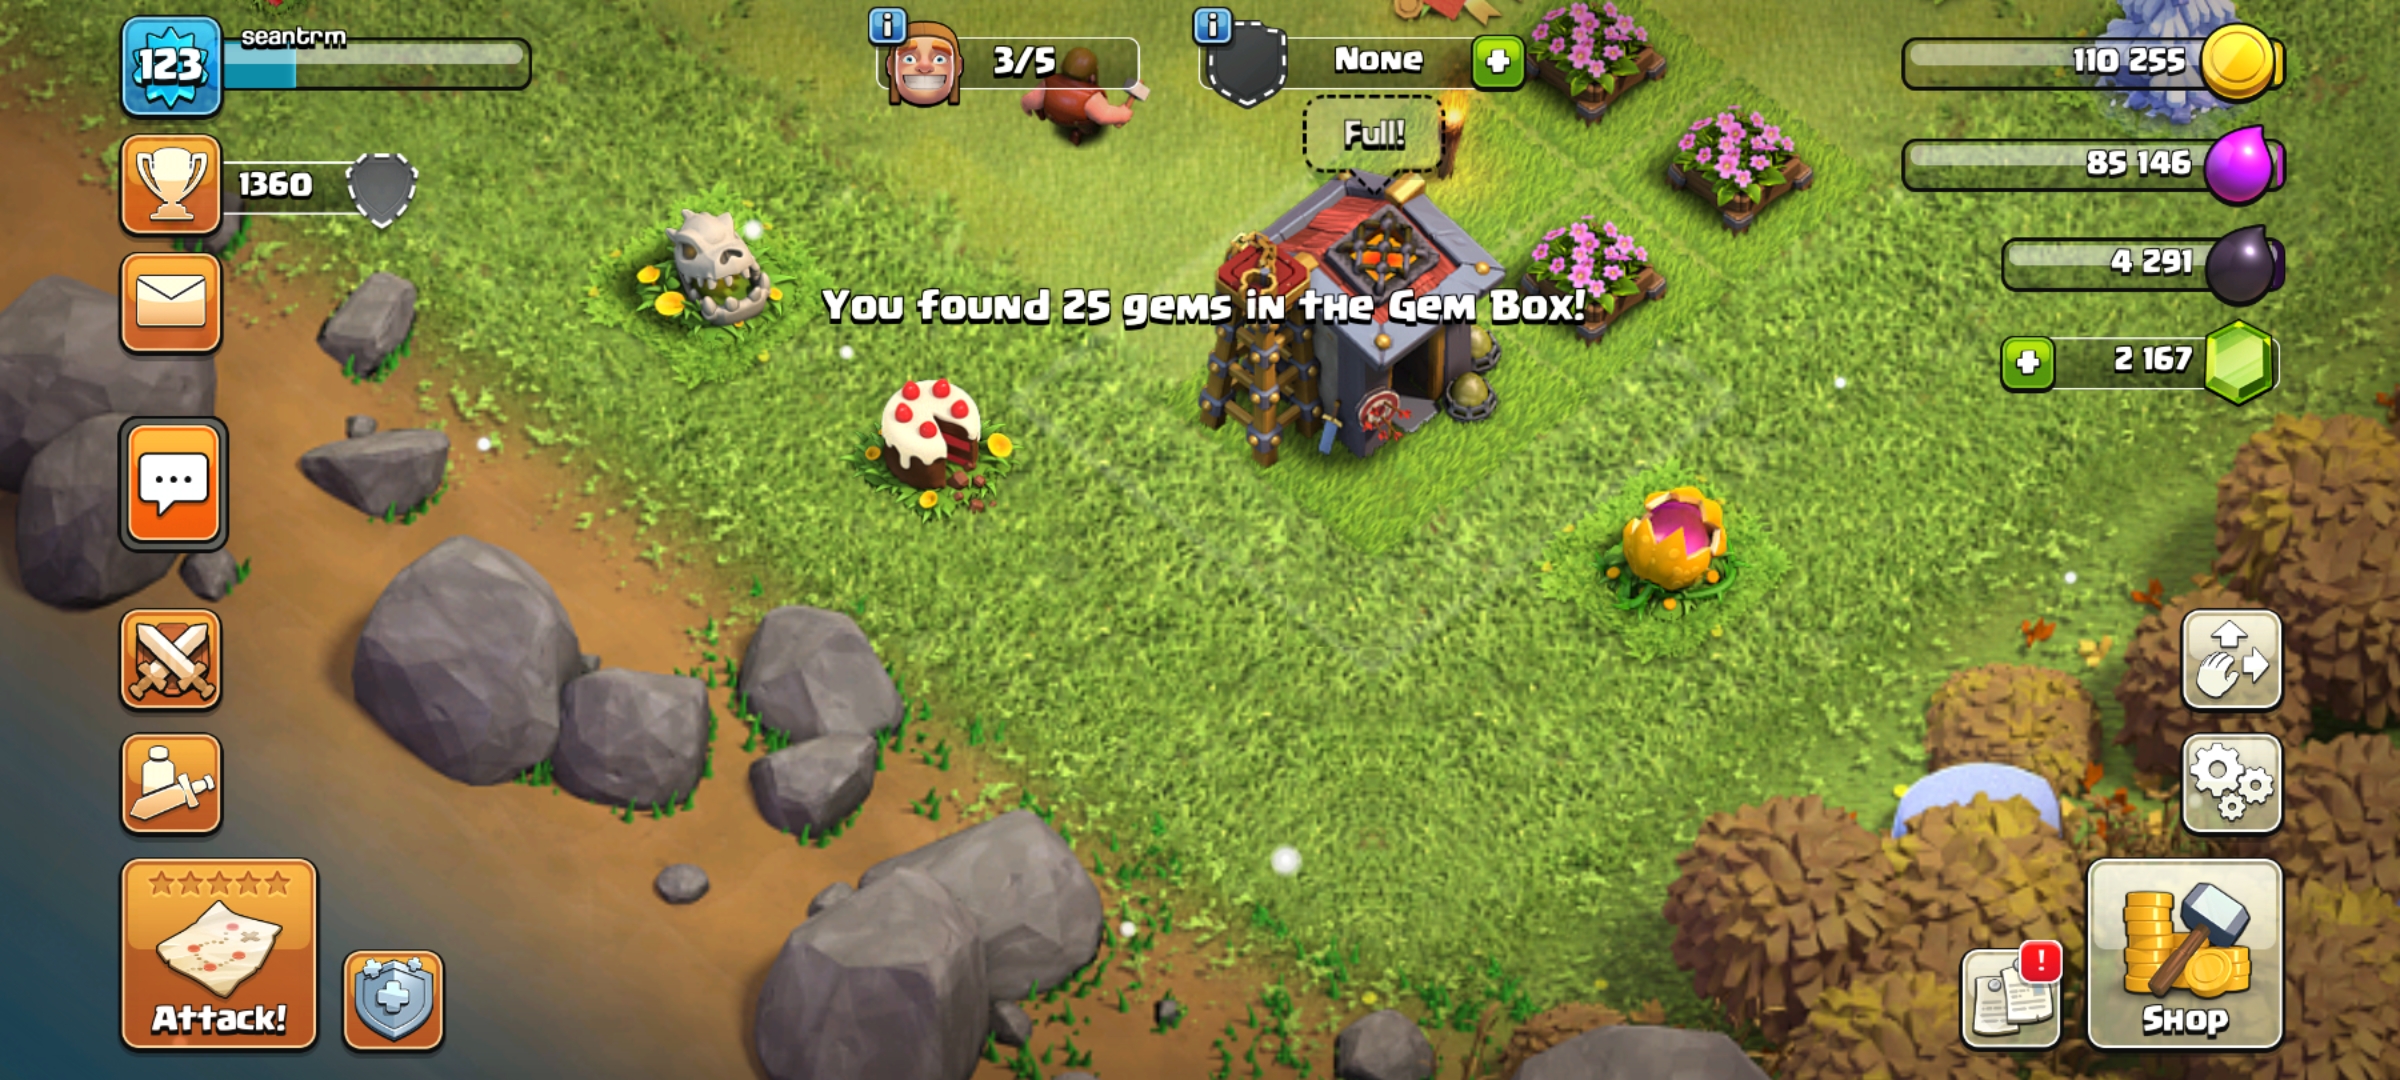 123
seantrm
3/5
None
110 255
Full!
85 146
1360
4 291
You found 25 gems in the Gem Box!
2 167
Attack!
!
Shop